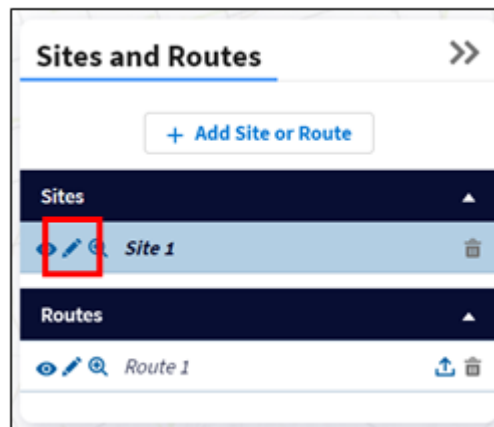 Sites and Routes
+ Add Site or Route
Sites
Site 1
Routes
Route 1